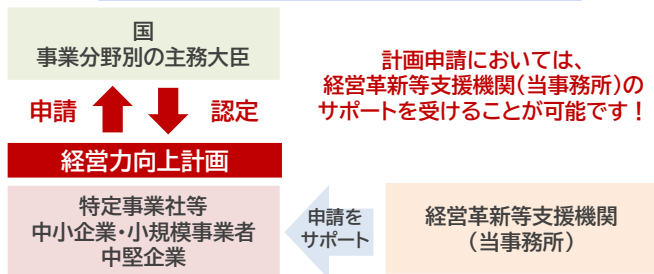 国
事業分野別の主務大臣
計画申請においては、
経営革新等支援機関（当事務所）の
サポートを受けることが可能です！
申請
認定
経営力向上計画
特定事業社等
中小企業・小規模事業者
中堅企業
申請を
サポート
経営革新等支援機関
（当事務所）